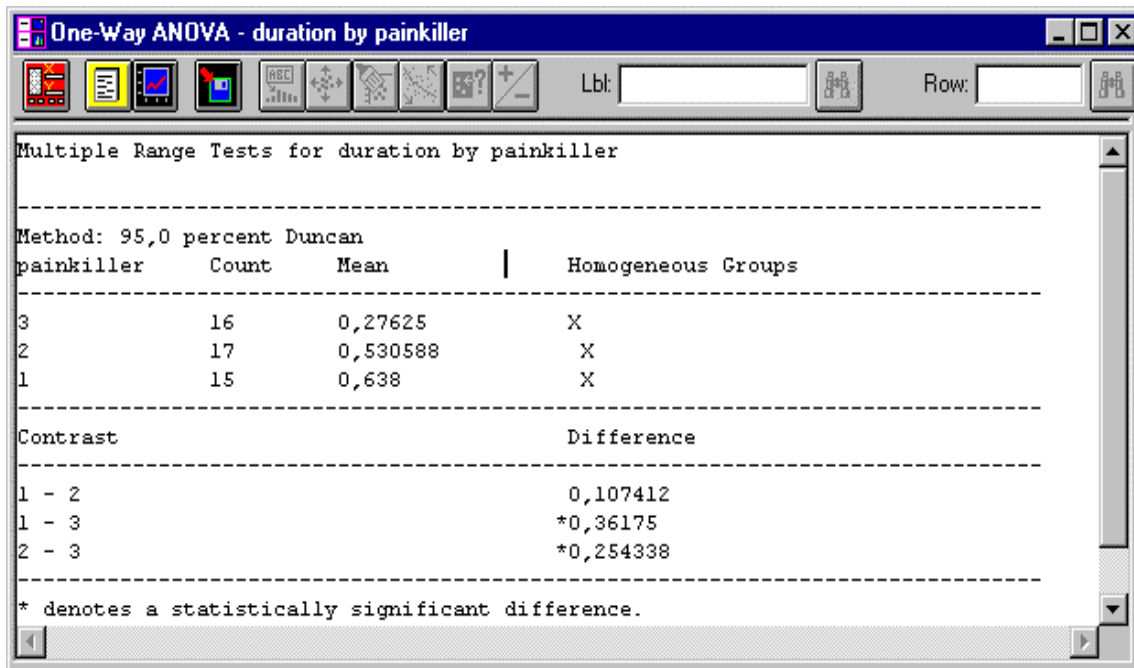 One-Way ANOVA - duration by painkiller
Lbl: Row:
Multiple Range Tests for duration by painkiller
--------------------------------------------------------------------------------
Method: 95,0 percent Duncan
painkiller Count Mean Homogeneous Groups
--------------------------------------------------------------------------------
3 16 0,27625 X
2 17 0,530588 X
1 15 0,638 X
--------------------------------------------------------------------------------
Contrast Difference
--------------------------------------------------------------------------------
1 - 2 0,107412
1 - 3 *0,36175
2 - 3 *0,254338
--------------------------------------------------------------------------------
* denotes a statistically significant difference.